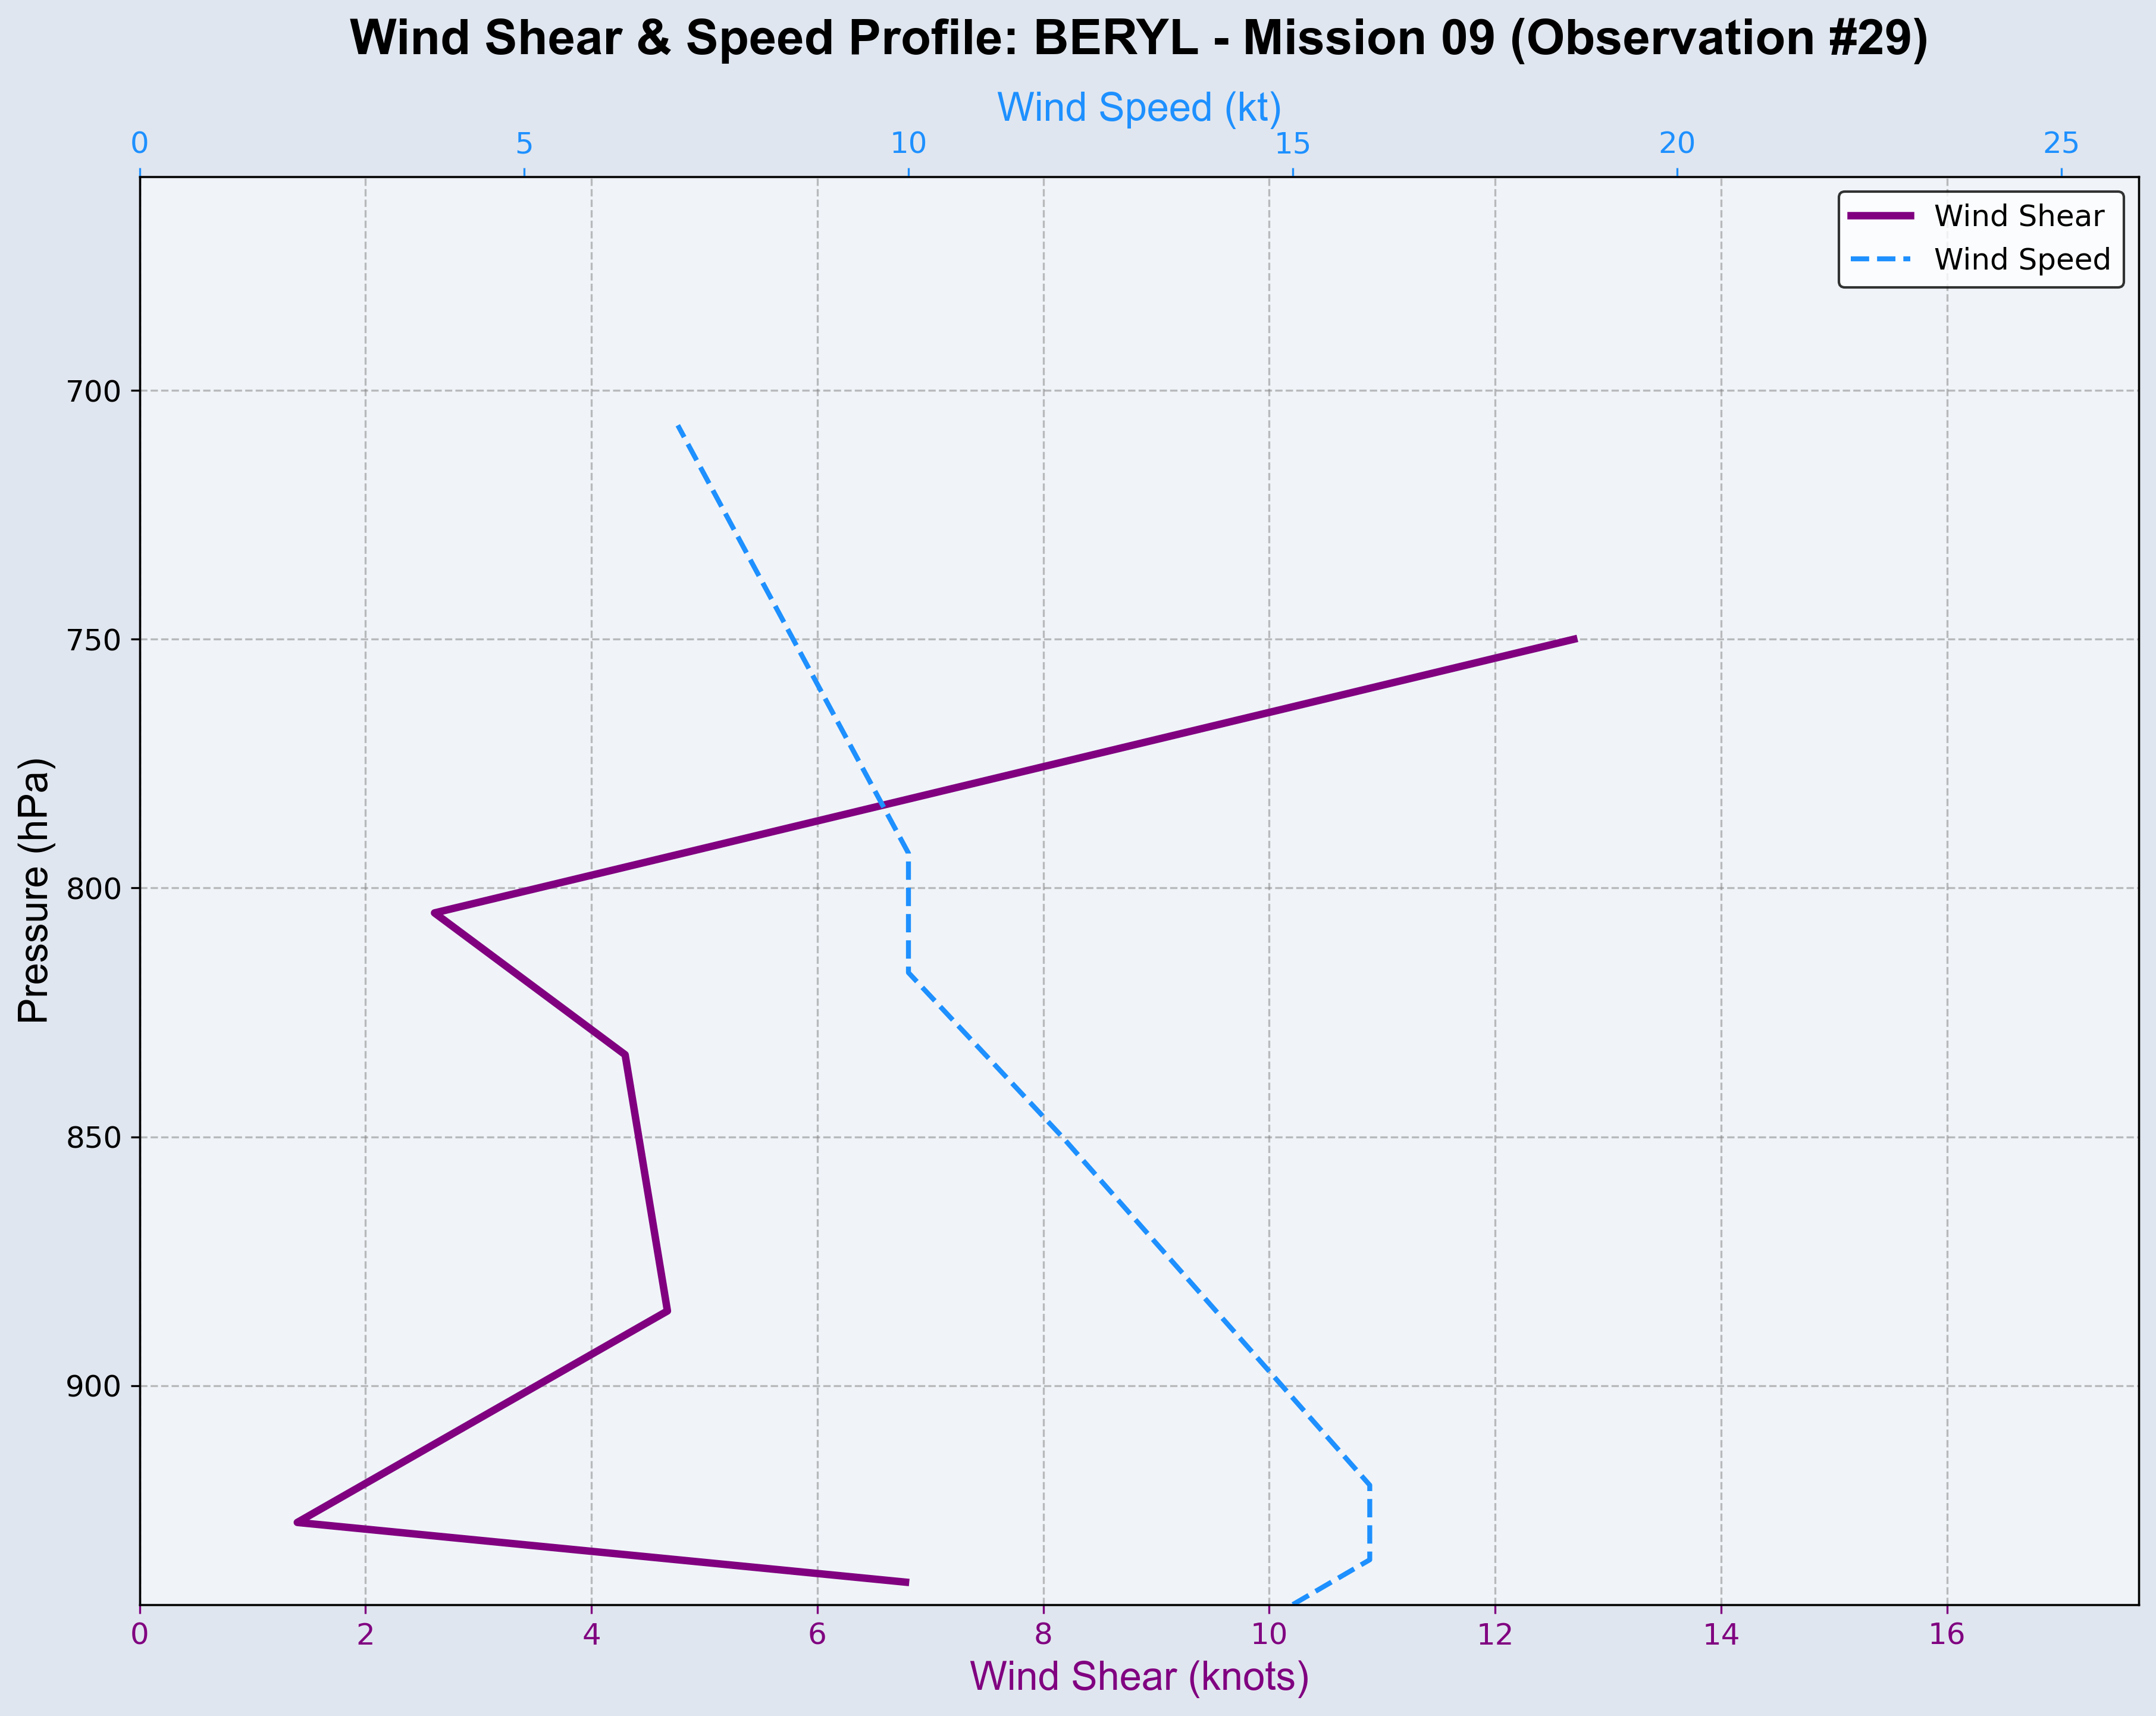 Wind Shear & Speed Profile: BERYL - Mission 09 (Observation #29)
Wind Speed (kt)
0 5 10 15 20 25
Wind Shear
Wind Speed
700
750
800
850
900
Pressure (hPa)
0 2 4 6 8 10 12 14 16
Wind Shear (knots)